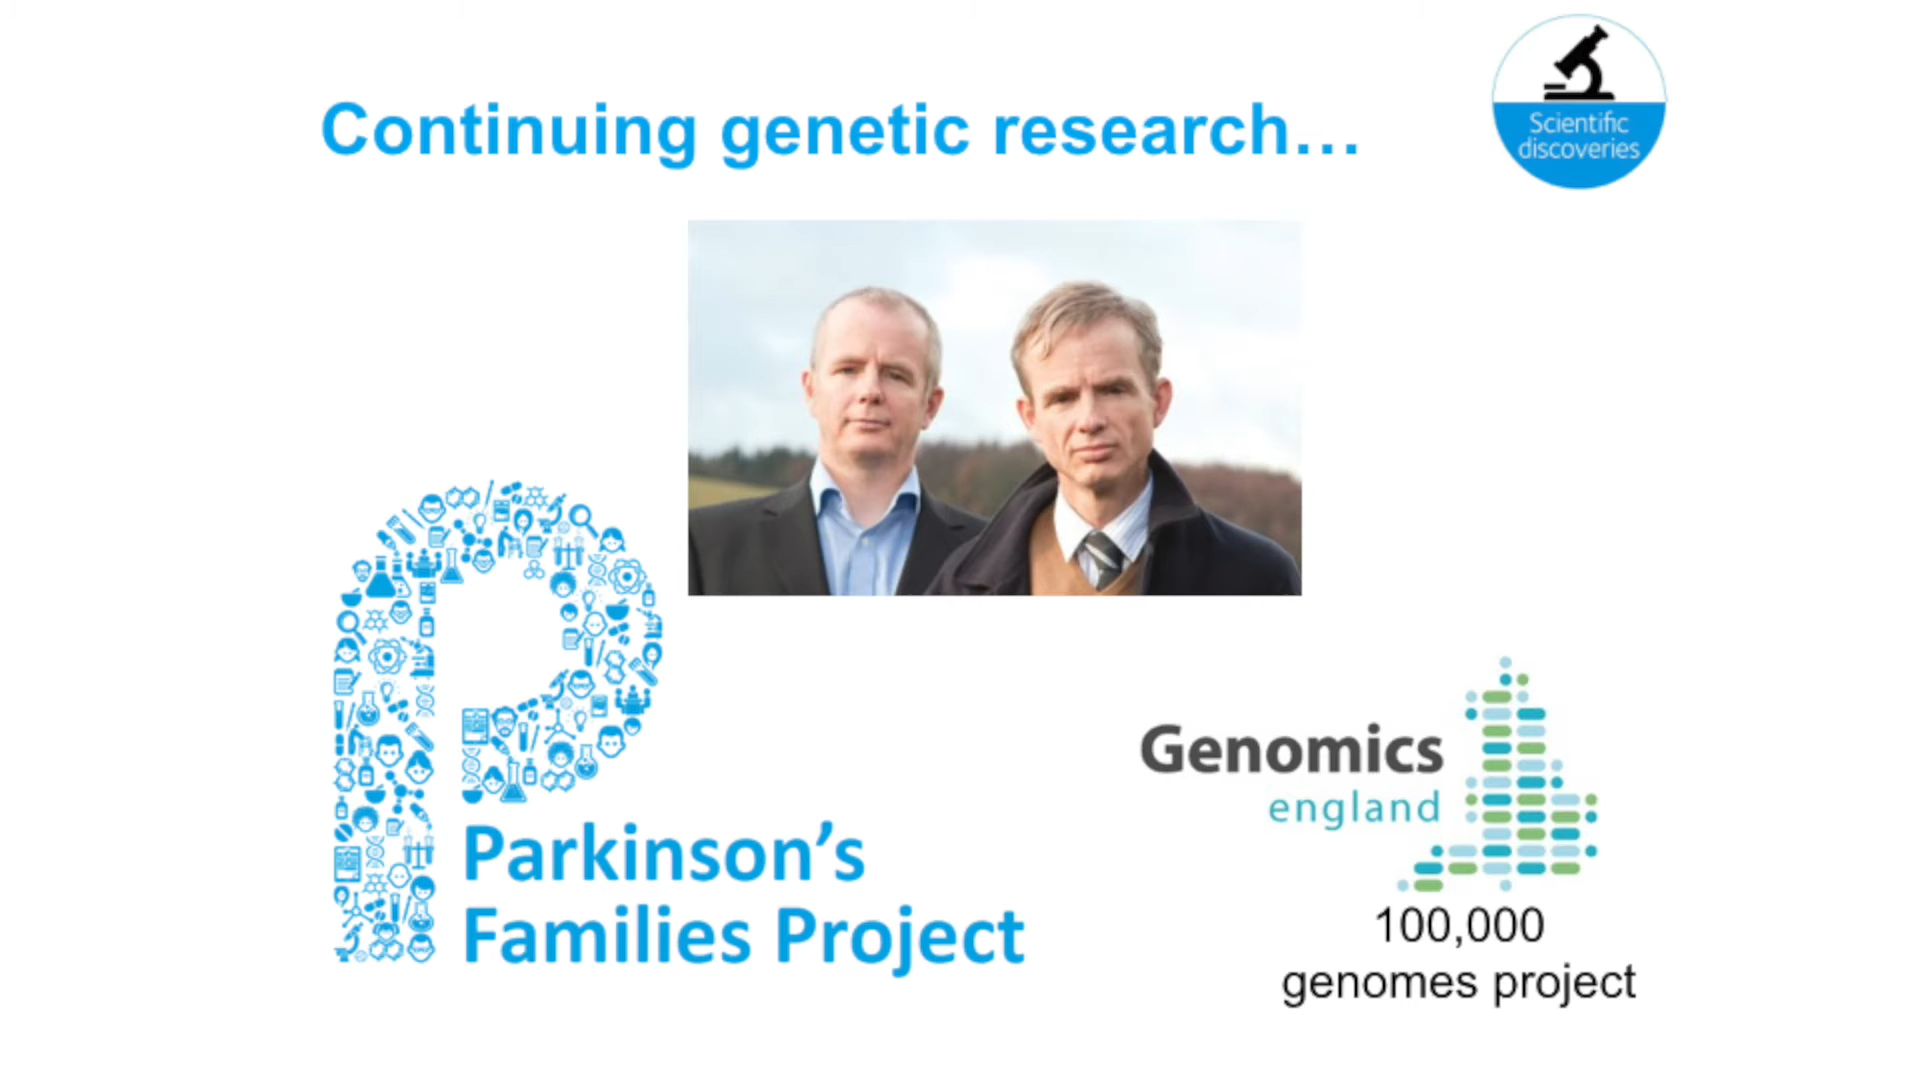 Continuing genetic research…
Scientific
discoveries
Parkinson’s
Families Project
Genomics
england
100,000
genomes project